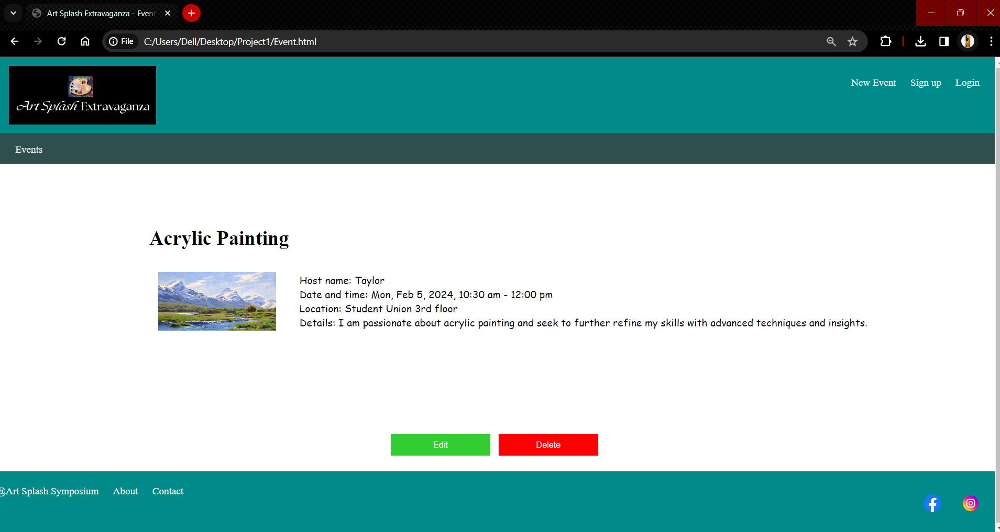 Art Splash Extravaganza - Event
File C:/Users/Dell/Desktop/Project1/Event.html
Art Splash Extravaganza
New Event Sign up Login
Events
Acrylic Painting
Host name: Taylor
Date and time: Mon, Feb 5, 2024, 10:30 am - 12:00 pm
Location: Student Union 3rd floor
Details: I am passionate about acrylic painting and seek to further refine my skills with advanced techniques and insights.
Edit Delete
@Art Splash Symposium About Contact